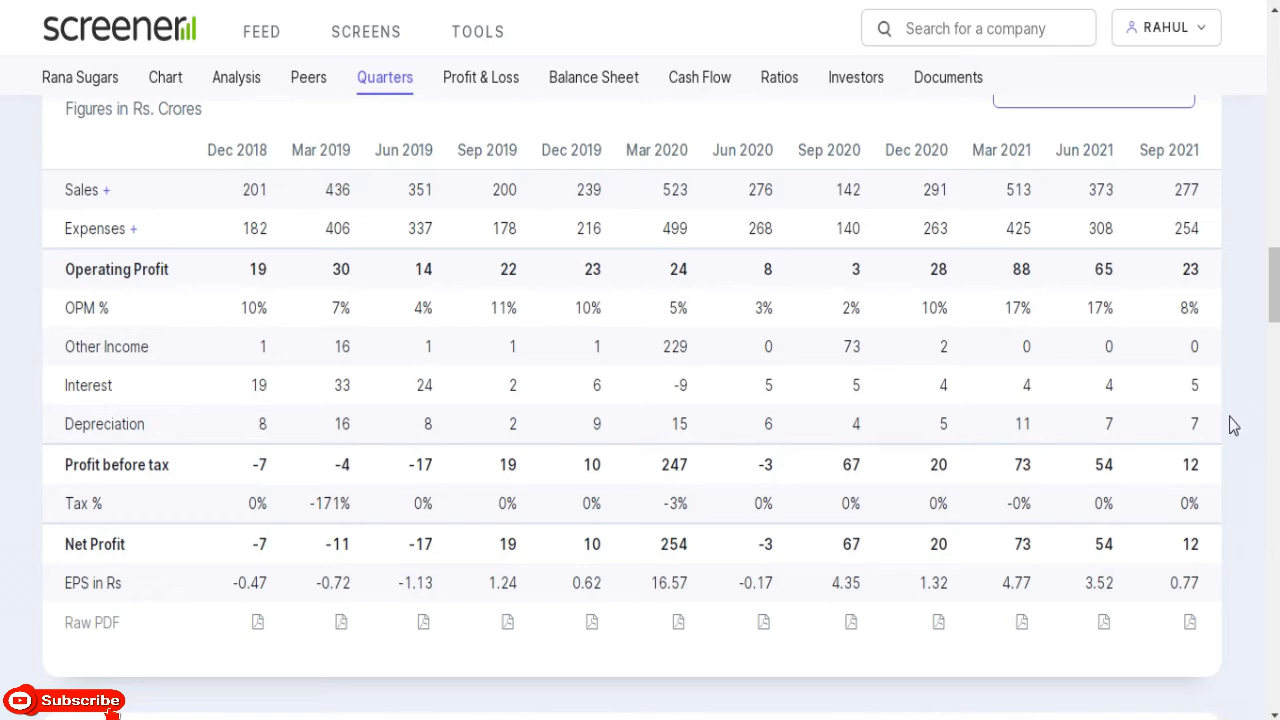 screener FEED SCREENS TOOLS Search for a company RAHUL
Rana Sugars Chart Analysis Peers Quarters Profit & Loss Balance Sheet Cash Flow Ratios Investors Documents
Figures in Rs. Crores
Dec 2018 Mar 2019 Jun 2019 Sep 2019 Dec 2019 Mar 2020 Jun 2020 Sep 2020 Dec 2020 Mar 2021 Jun 2021 Sep 2021
Sales + 201 436 351 200 239 523 276 142 291 513 373 277
Expenses + 182 406 337 178 216 499 268 140 263 425 308 254
Operating Profit 19 30 14 22 23 24 8 3 28 88 65 23
OPM % 10% 7% 4% 11% 10% 5% 3% 2% 10% 17% 17% 8%
Other Income 1 16 1 1 1 229 0 73 2 0 0 0
Interest 19 33 24 2 6 -9 5 5 4 4 4 5
Depreciation 8 16 8 2 9 15 6 4 5 11 7 7
Profit before tax -7 -4 -17 19 10 247 -3 67 20 73 54 12
Tax % 0% -171% 0% 0% 0% -3% 0% 0% 0% -0% 0% 0%
Net Profit -7 -11 -17 19 10 254 -3 67 20 73 54 12
EPS in Rs -0.47 -0.72 -1.13 1.24 0.62 16.57 -0.17 4.35 1.32 4.77 3.52 0.77
Raw PDF
Subscribe